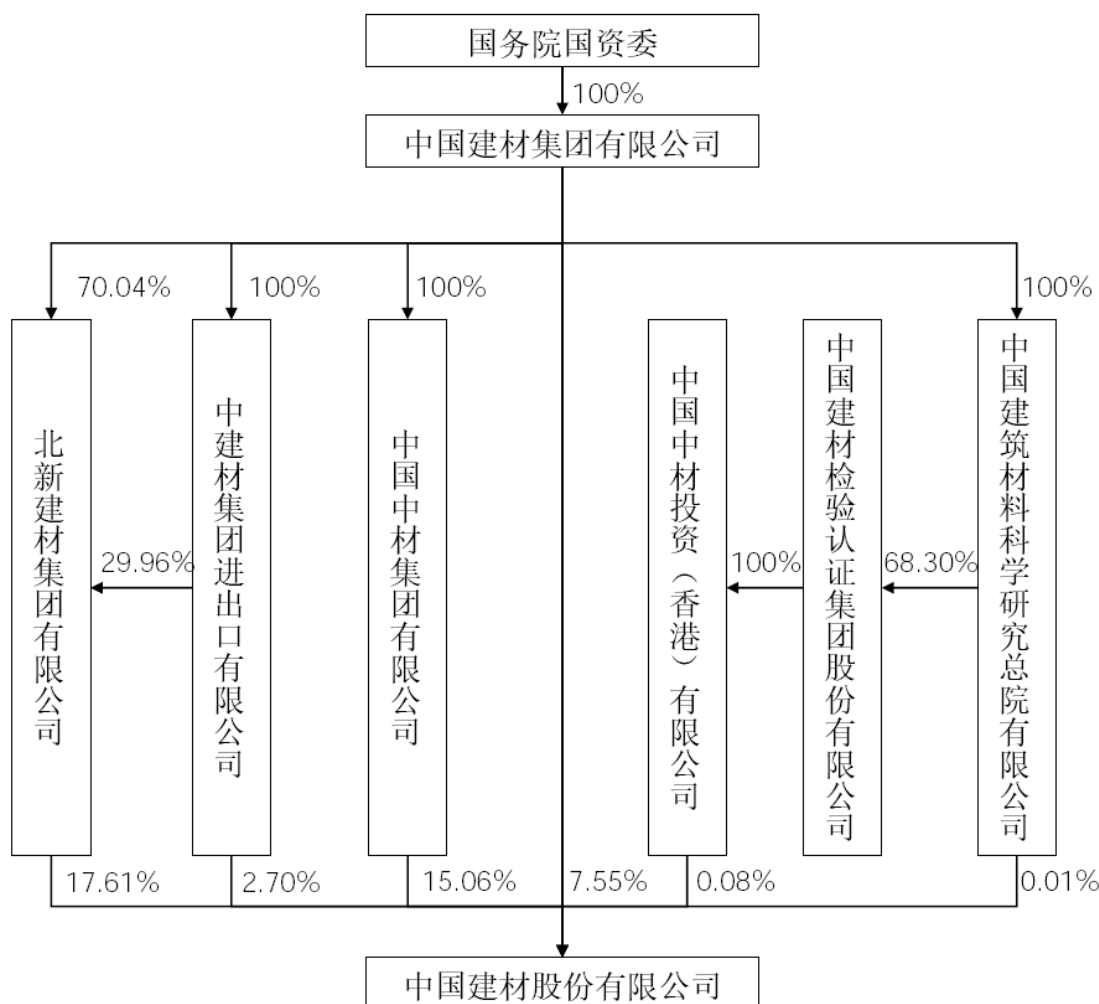 国务院国资委
100%
中国建材集团有限公司
70.04%
100%
100%
100%
北新建材集团有限公司
中建材集团进出口有限公司
中国中材集团有限公司
中国中材投资（香港）有限公司
中国建材检验认证集团股份有限公司
中国建筑材料科学研究总院有限公司
29.96%
100%
68.30%
17.61%
2.70%
15.06%
7.55%
0.08%
0.01%
中国建材股份有限公司